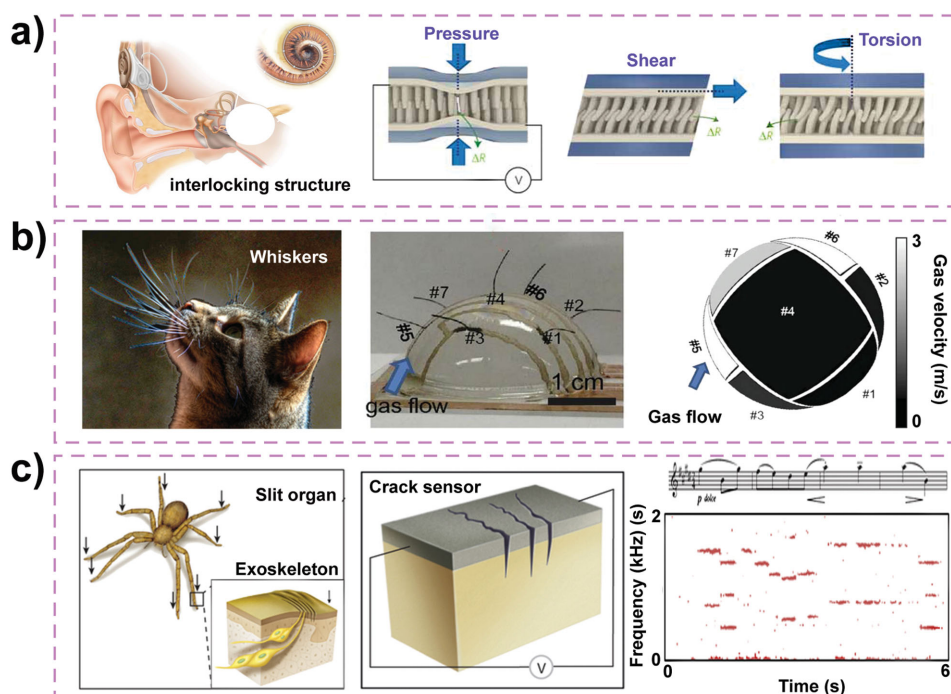 a)
interlocking structure
Pressure
ΔR
V
Shear
ΔR
Torsion
ΔR
ΔR
b)
Whiskers
#7
#4
#6
#2
#5
#3
#1
gas flow
1 cm
#7
#6
#2
#4
#5
#1
#3
Gas flow
3
Gas velocity (m/s)
0
c)
Slit organ
Exoskeleton
Crack sensor
V
p dolce
2
Frequency (kHz) (s)
0
0
6
Time (s)